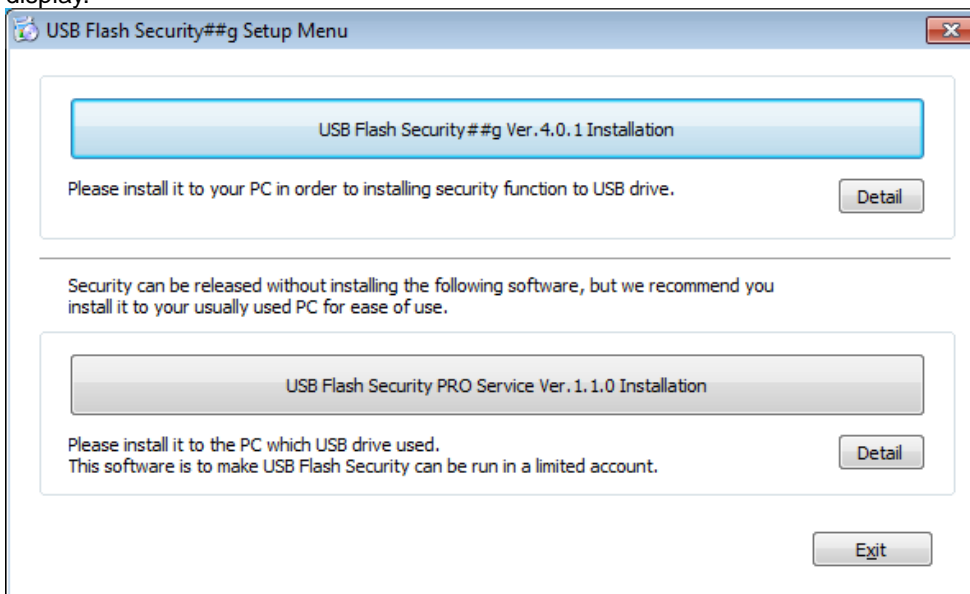 display.
USB Flash Security##g Setup Menu
USB Flash Security##g Ver.4.0.1 Installation
Please install it to your PC in order to installing security function to USB drive.
Detail
Security can be released without installing the following software, but we recommend you
install it to your usually used PC for ease of use.
USB Flash Security PRO Service Ver.1.1.0 Installation
Please install it to the PC which USB drive used.
This software is to make USB Flash Security can be run in a limited account.
Detail
Exit